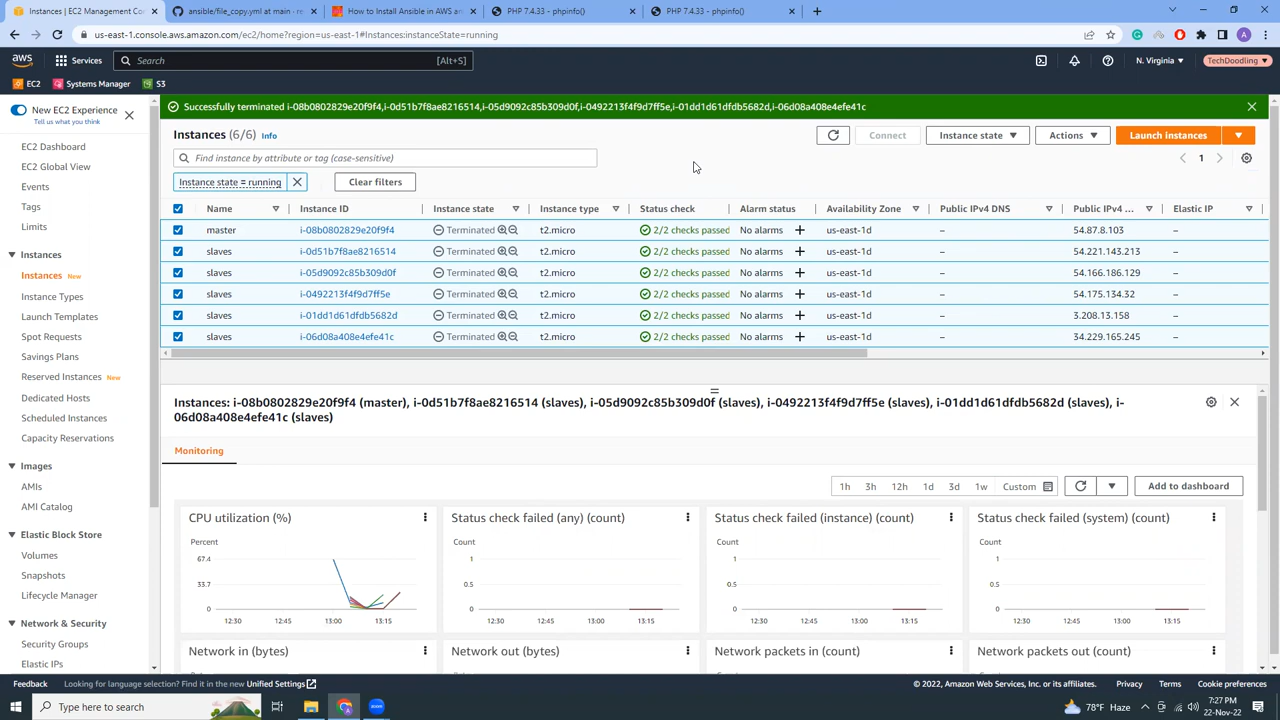 Instances | EC2 Management Con
ansible/file_copy.yml at main · re
How to Install Ansible in AWS an
PHP 7.4.33 - phpinfo()
PHP 7.4.33 - phpinfo()
us-east-1.console.aws.amazon.com/ec2/home?region=us-east-1#Instances:instanceState=running
aws
Services
Search
[Alt+S]
N. Virginia
TechDoodling
EC2
Systems Manager
S3
New EC2 Experience
Tell us what you think
Successfully terminated i-08b0802829e20f9f4,i-0d51b7f8ae8216514,i-05d9092c85b309d0f,i-0492213f4f9d7ff5e,i-01dd1d61dfdb5682d,i-06d08a408e4efe41c
EC2 Dashboard
EC2 Global View
Events
Tags
Limits
Instances
Instances New
Instance Types
Launch Templates
Spot Requests
Savings Plans
Reserved Instances New
Dedicated Hosts
Scheduled Instances
Capacity Reservations
Images
AMIs
AMI Catalog
Elastic Block Store
Volumes
Snapshots
Lifecycle Manager
Network & Security
Security Groups
Elastic IPs
Instances (6/6) Info
Connect
Instance state
Actions
Launch instances
Find instance by attribute or tag (case-sensitive)
1
Instance state = running
Clear filters
Name Instance ID Instance state Instance type Status check Alarm status Availability Zone Public IPv4 DNS Public IPv4 ... Elastic IP
master i-08b0802829e20f9f4 Terminated t2.micro 2/2 checks passed No alarms + us-east-1d – 54.87.8.103 –
slaves i-0d51b7f8ae8216514 Terminated t2.micro 2/2 checks passed No alarms + us-east-1d – 54.221.143.213 –
slaves i-05d9092c85b309d0f Terminated t2.micro 2/2 checks passed No alarms + us-east-1d – 54.166.186.129 –
slaves i-0492213f4f9d7ff5e Terminated t2.micro 2/2 checks passed No alarms + us-east-1d – 54.175.134.32 –
slaves i-01dd1d61dfdb5682d Terminated t2.micro 2/2 checks passed No alarms + us-east-1d – 3.208.13.158 –
slaves i-06d08a408e4efe41c Terminated t2.micro 2/2 checks passed No alarms + us-east-1d – 34.229.165.245 –
Instances: i-08b0802829e20f9f4 (master), i-0d51b7f8ae8216514 (slaves), i-05d9092c85b309d0f (slaves), i-0492213f4f9d7ff5e (slaves), i-01dd1d61dfdb5682d (slaves), i-
06d08a408e4efe41c (slaves)
Monitoring
1h 3h 12h 1d 3d 1w Custom
Add to dashboard
CPU utilization (%)
Percent
67.4
33.7
0
12:30 12:45 13:00 13:15
Status check failed (any) (count)
Count
1
0.5
0
12:30 12:45 13:00 13:15
Status check failed (instance) (count)
Count
1
0.5
0
12:30 12:45 13:00 13:15
Status check failed (system) (count)
Count
1
0.5
0
12:30 12:45 13:00 13:15
Network in (bytes)
Network out (bytes)
Network packets in (count)
Network packets out (count)
Feedback
Looking for language selection? Find it in the new Unified Settings
© 2022, Amazon Web Services, Inc. or its affiliates.
Privacy
Terms
Cookie preferences
Type here to search
zoom
78°F Haze
7:27 PM
22-Nov-22